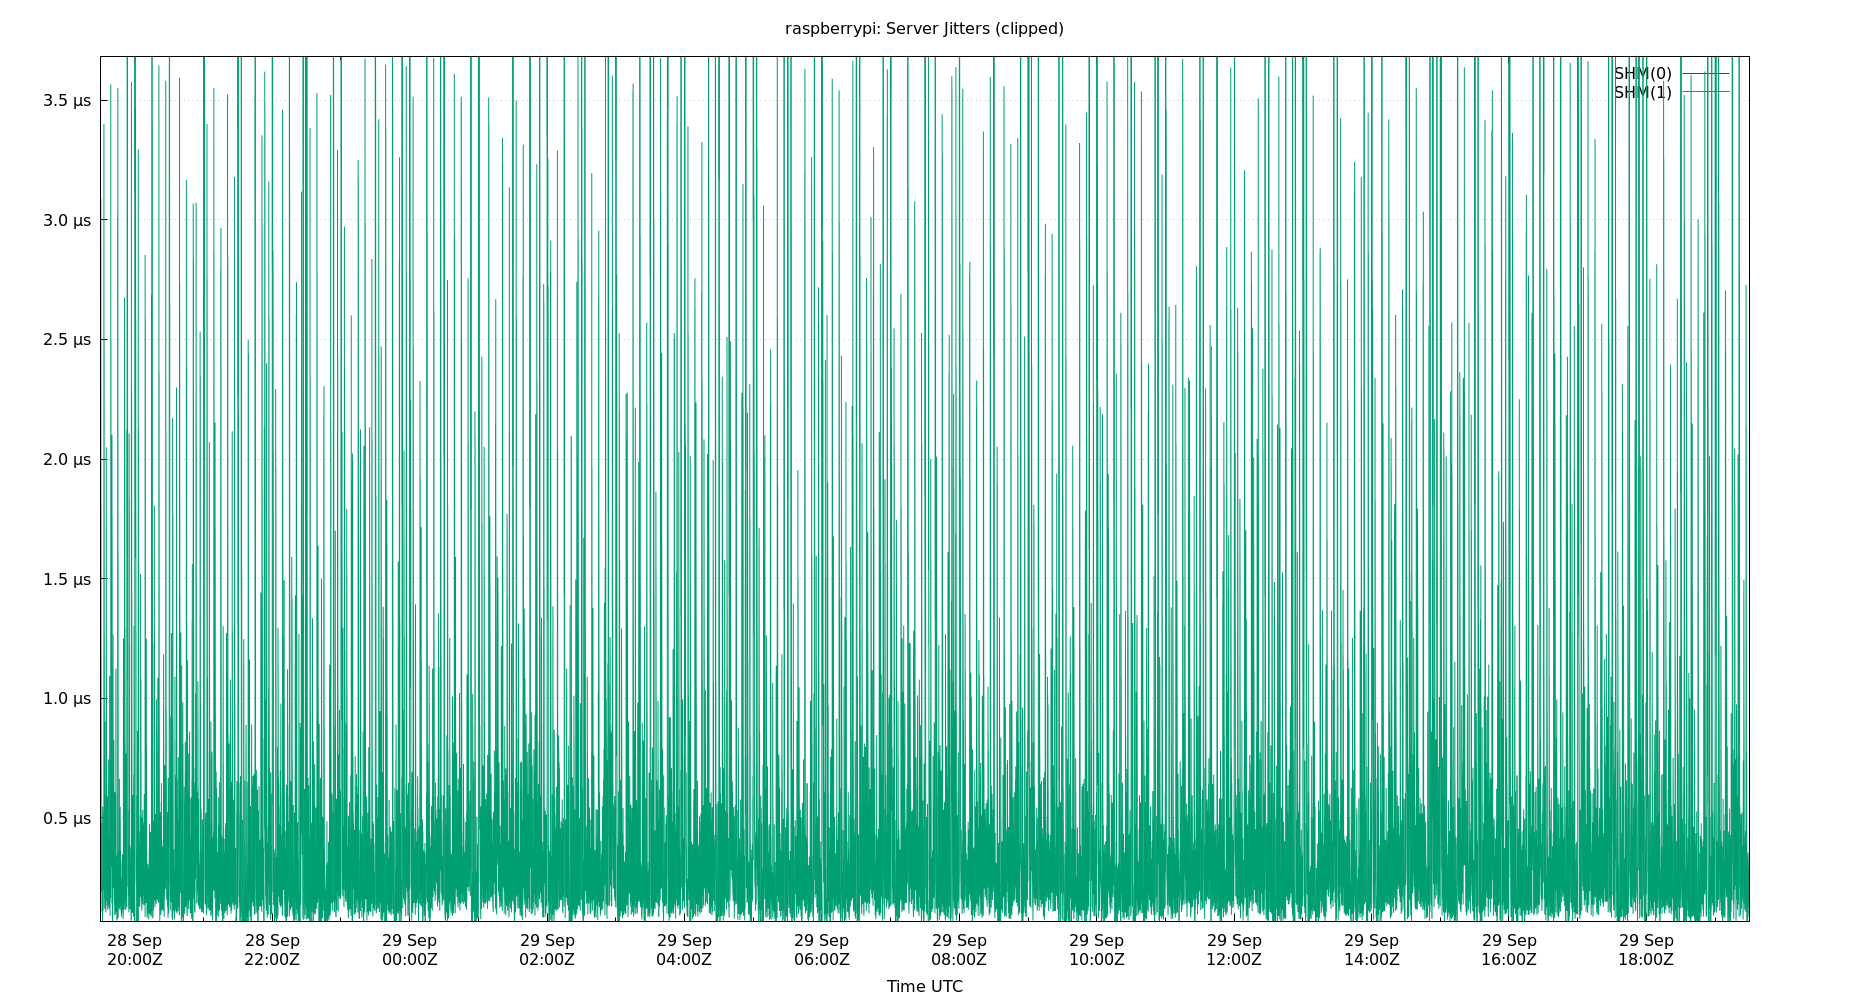 raspberrypi: Server Jitters (clipped)
SHM(0)
SHM(1)
3.5 μs
3.0 μs
2.5 μs
2.0 μs
1.5 μs
1.0 μs
0.5 μs
28 Sep 28 Sep 29 Sep 29 Sep 29 Sep 29 Sep 29 Sep 29 Sep 29 Sep 29 Sep 29 Sep 29 Sep
20:00Z 22:00Z 00:00Z 02:00Z 04:00Z 06:00Z 08:00Z 10:00Z 12:00Z 14:00Z 16:00Z 18:00Z
Time UTC